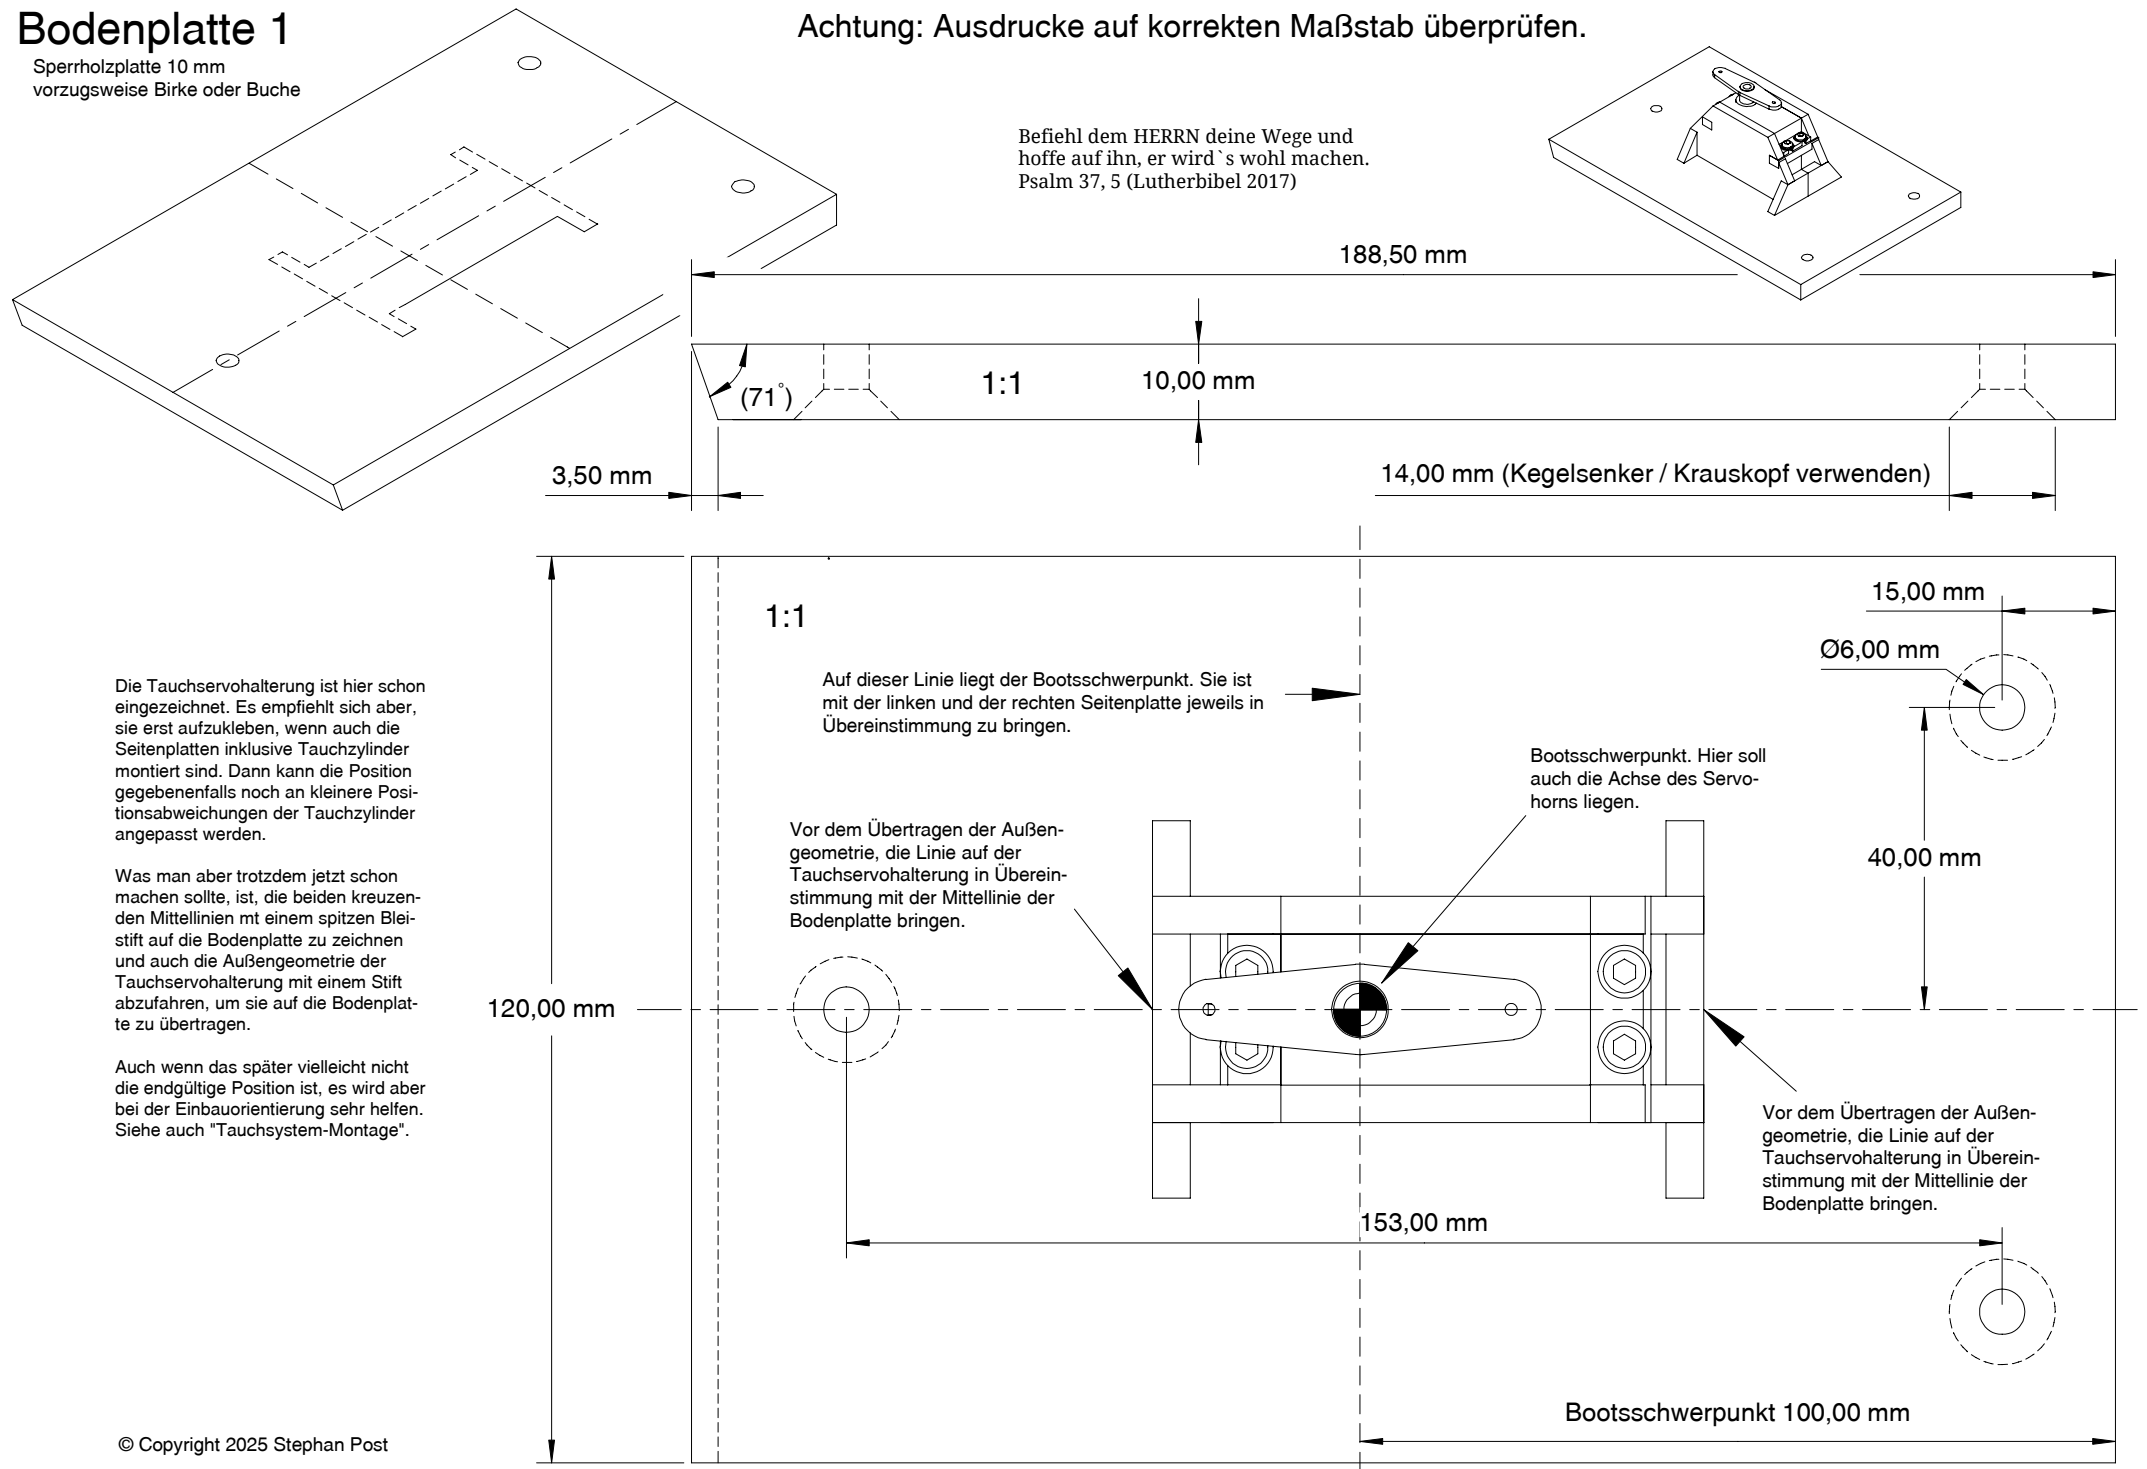 Bodenplatte 1
Sperrholzplatte 10 mm
vorzugsweise Birke oder Buche
Achtung: Ausdrucke auf korrekten Maßstab überprüfen.
Befiehl dem HERRN deine Wege und
hoffe auf ihn, er wird`s wohl machen.
Psalm 37, 5 (Lutherbibel 2017)
188,50 mm
(71°)
1:1
10,00 mm
3,50 mm
14,00 mm (Kegelsenker / Krauskopf verwenden)
1:1
15,00 mm
Ø6,00 mm
Auf dieser Linie liegt der Bootsschwerpunkt. Sie ist
mit der linken und der rechten Seitenplatte jeweils in
Übereinstimmung zu bringen.
Bootsschwerpunkt. Hier soll
auch die Achse des Servo-
horns liegen.
Vor dem Übertragen der Außen-
geometrie, die Linie auf der
Tauchservohalterung in Überein-
stimmung mit der Mittellinie der
Bodenplatte bringen.
40,00 mm
Die Tauchservohalterung ist hier schon
eingezeichnet. Es empfiehlt sich aber,
sie erst aufzukleben, wenn auch die
Seitenplatten inklusive Tauchzylinder
montiert sind. Dann kann die Position
gegebenenfalls noch an kleinere Posi-
tionsabweichungen der Tauchzylinder
angepasst werden.
Was man aber trotzdem jetzt schon
machen sollte, ist, die beiden kreuzen-
den Mittellinien mt einem spitzen Blei-
stift auf die Bodenplatte zu zeichnen
und auch die Außengeometrie der
Tauchservohalterung mit einem Stift
abzufahren, um sie auf die Bodenplat-
te zu übertragen.
Auch wenn das später vielleicht nicht
die endgültige Position ist, es wird aber
bei der Einbauorientierung sehr helfen.
Siehe auch "Tauchsystem-Montage".
120,00 mm
Vor dem Übertragen der Außen-
geometrie, die Linie auf der
Tauchservohalterung in Überein-
stimmung mit der Mittellinie der
Bodenplatte bringen.
153,00 mm
Bootsschwerpunkt 100,00 mm
© Copyright 2025 Stephan Post